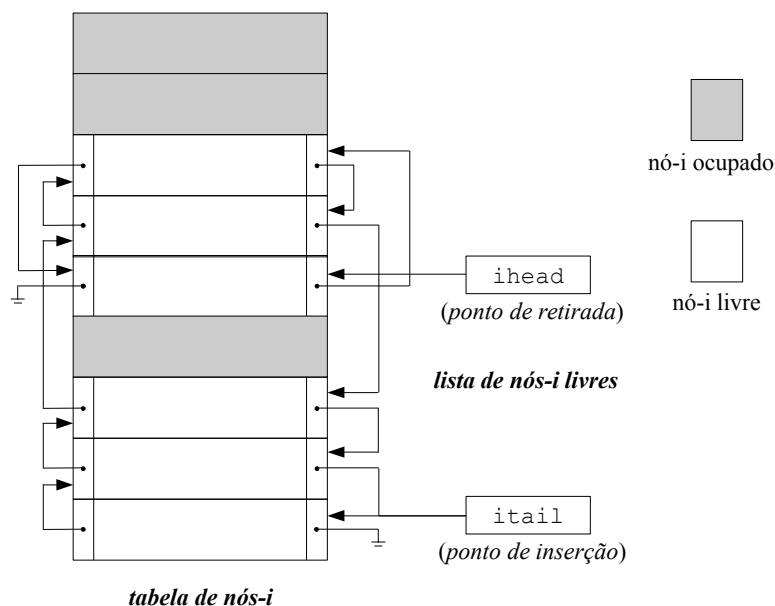 nó-i ocupado
ihead
(ponto de retirada)
nó-i livre
lista de nós-i livres
itail
(ponto de inserção)
tabela de nós-i